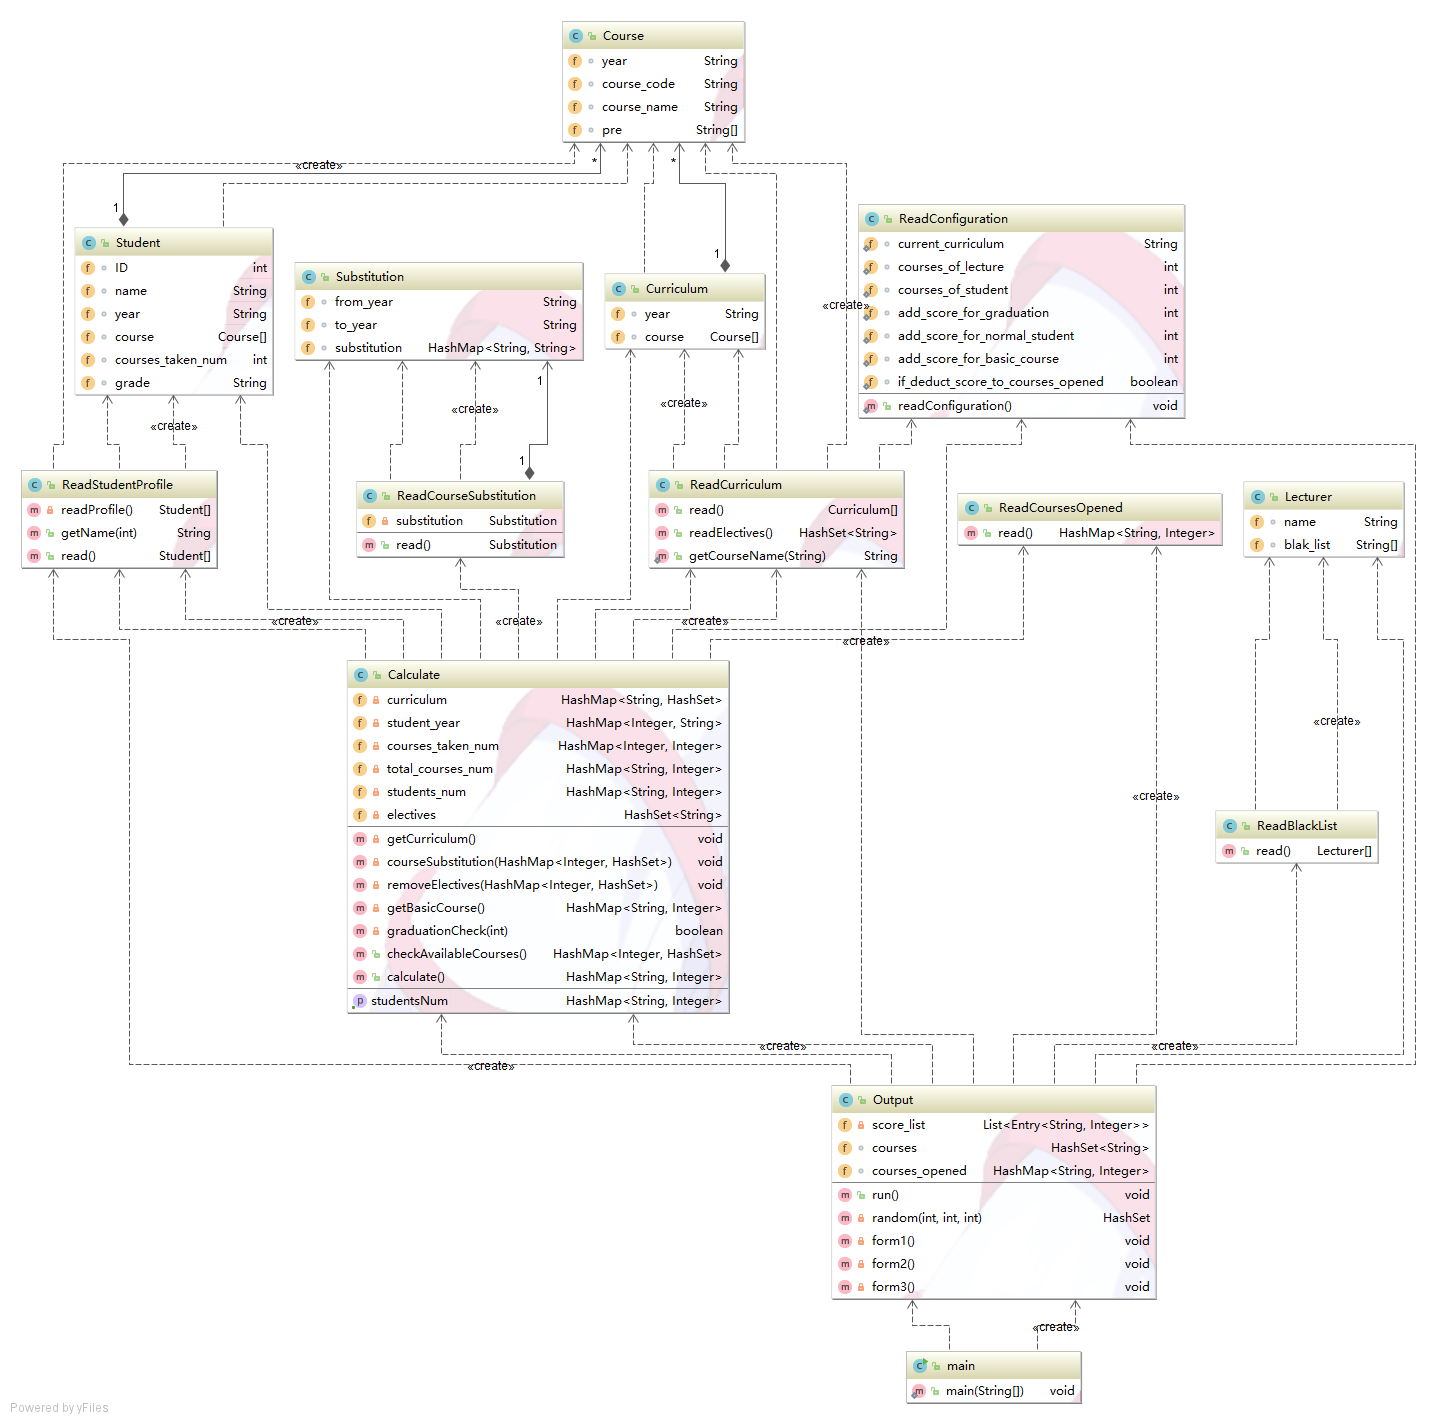 Course
year String
course_code String
course_name String
pre String[]
«create»
*
*
1
Student
ID int
name String
year String
course Course[]
courses_taken_num int
grade String
Substitution
from_year String
to_year String
substitution HashMap<String, String>
1
Curriculum
year String
course Course[]
«create»
ReadConfiguration
current_curriculum String
courses_of_lecture int
courses_of_student int
add_score_for_graduation int
add_score_for_normal_student int
add_score_for_basic_course int
if_deduct_score_to_courses_opened boolean
readConfiguration() void
«create»
«create»
1
«create»
1
ReadStudentProfile
readProfile() Student[]
getName(int) String
read() Student[]
ReadCourseSubstitution
substitution Substitution
read() Substitution
ReadCurriculum
read() Curriculum[]
readElectives() HashSet<String>
getCourseName(String) String
ReadCoursesOpened
read() HashMap<String, Integer>
Lecturer
name String
blak_list String[]
«create»
«create»
«create»
«create»
Calculate
curriculum HashMap<String, HashSet>
student_year HashMap<Integer, String>
courses_taken_num HashMap<Integer, Integer>
total_courses_num HashMap<String, Integer>
students_num HashMap<String, Integer>
electives HashSet<String>
getCurriculum() void
courseSubstitution(HashMap<Integer, HashSet>) void
removeElectives(HashMap<Integer, HashSet>) void
getBasicCourse() HashMap<String, Integer>
graduationCheck(int) boolean
checkAvailableCourses() HashMap<Integer, HashSet>
calculate() HashMap<String, Integer>
studentsNum HashMap<String, Integer>
«create»
«create»
ReadBlackList
read() Lecturer[]
«create»
«create»
«create»
Output
score_list List<Entry<String, Integer>>
courses HashSet<String>
courses_opened HashMap<String, Integer>
run() void
random(int, int, int) HashSet
form1() void
form2() void
form3() void
«create»
main
main(String[]) void
Powered by yFiles